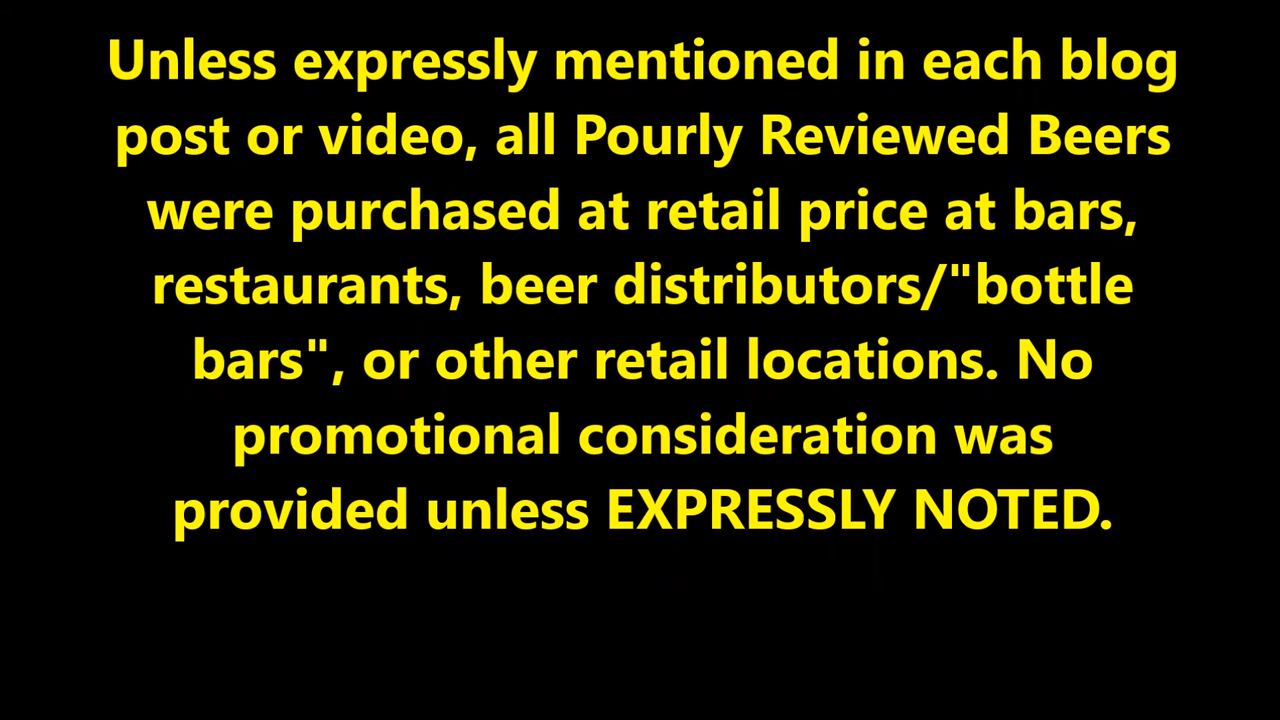 Unless expressly mentioned in each blog
post or video, all Pourly Reviewed Beers
were purchased at retail price at bars,
restaurants, beer distributors/"bottle
bars", or other retail locations. No
promotional consideration was
provided unless EXPRESSLY NOTED.